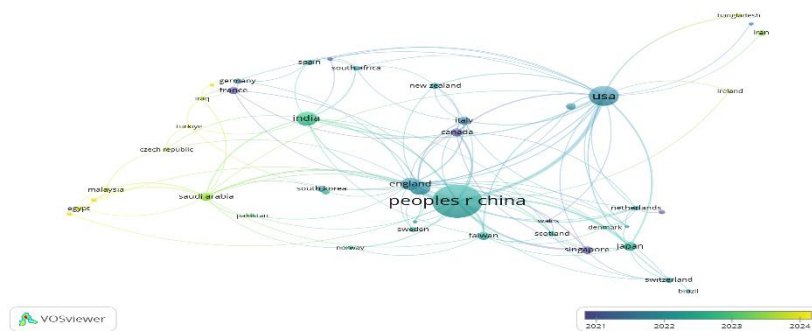 bangladesh
iran
spain
south africa
germany
france
new zealand
usa
ireland
iraq
india
italy
canada
turkiye
czech republic
malaysia
saudi arabia
south korea
england
peoples r china
egypt
pakistan
netherlands
wales
denmark
sweden
taiwan
scotland
norway
singapore
japan
switzerland
brazil
VOSviewer
2021
2022
2023
2024